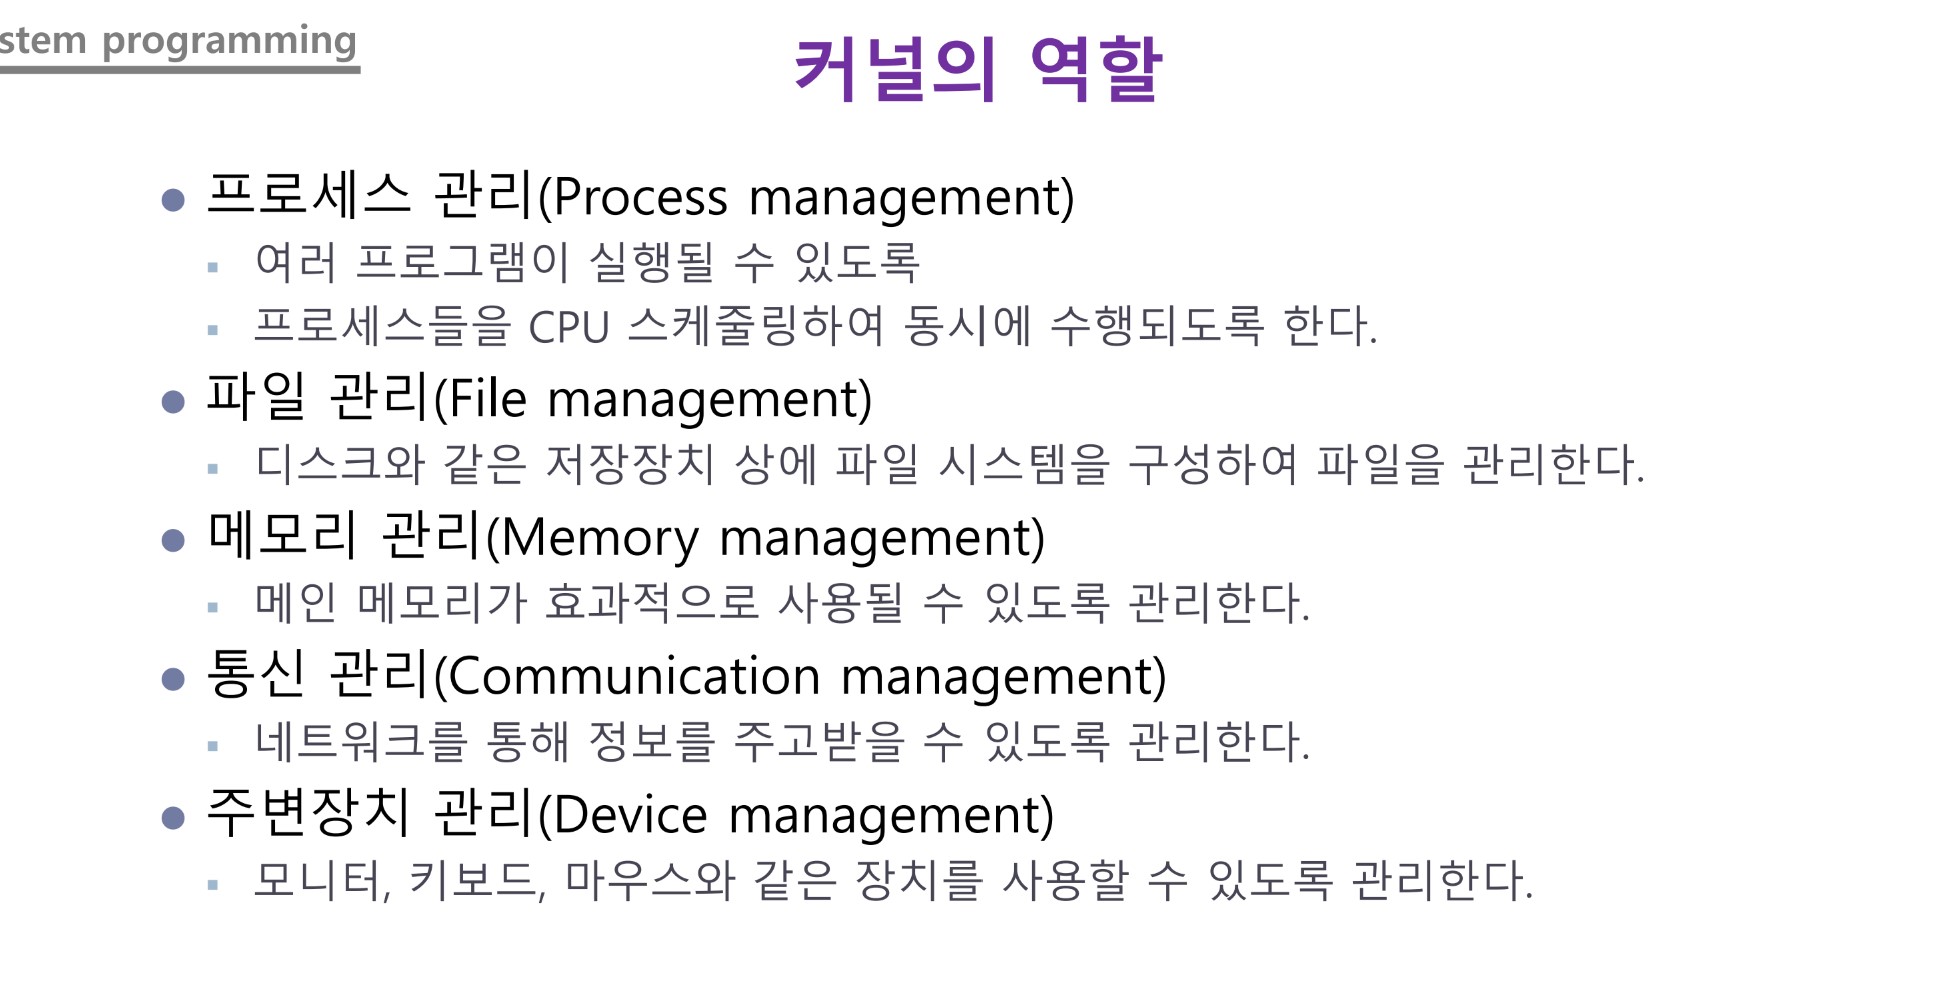 stem programming
커널의 역할
● 프로세스 관리(Process management)
▪ 여러 프로그램이 실행될 수 있도록
▪ 프로세스들을 CPU 스케줄링하여 동시에 수행되도록 한다.
● 파일 관리(File management)
▪ 디스크와 같은 저장장치 상에 파일 시스템을 구성하여 파일을 관리한다.
● 메모리 관리(Memory management)
▪ 메인 메모리가 효과적으로 사용될 수 있도록 관리한다.
● 통신 관리(Communication management)
▪ 네트워크를 통해 정보를 주고받을 수 있도록 관리한다.
● 주변장치 관리(Device management)
▪ 모니터, 키보드, 마우스와 같은 장치를 사용할 수 있도록 관리한다.